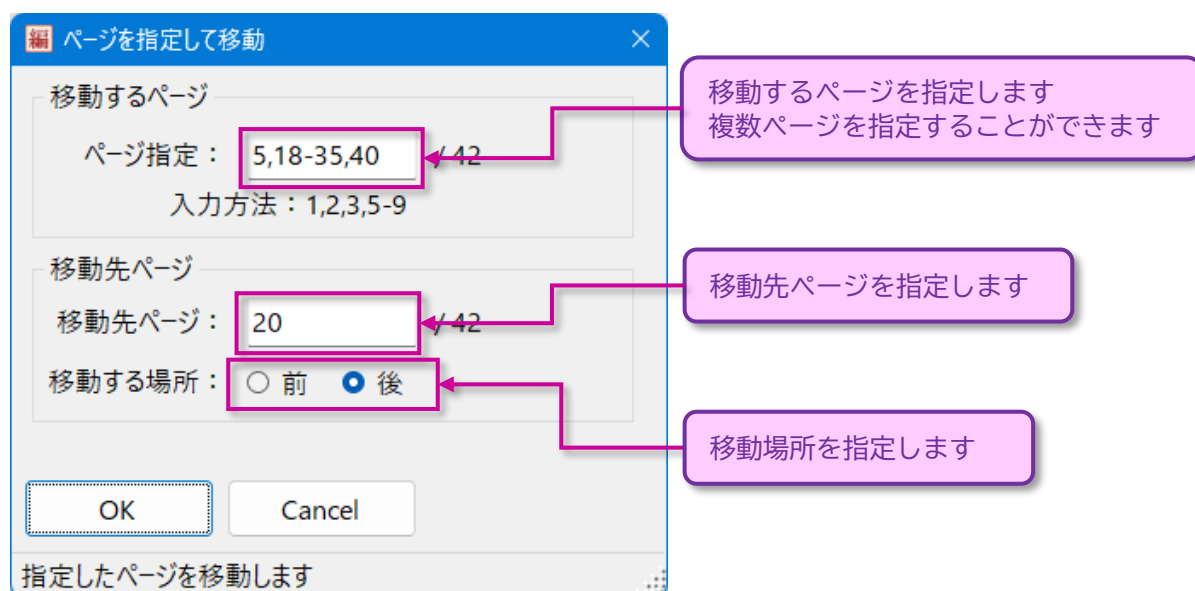 編 ページを指定して移動
移動するページ
ページ指定： 5,18-35,40 / 42
入力方法：1,2,3,5-9
移動先ページ
移動先ページ： 20 / 42
移動する場所： 前 後
OK Cancel
指定したページを移動します
移動するページを指定します
複数ページを指定することができます
移動先ページを指定します
移動場所を指定します